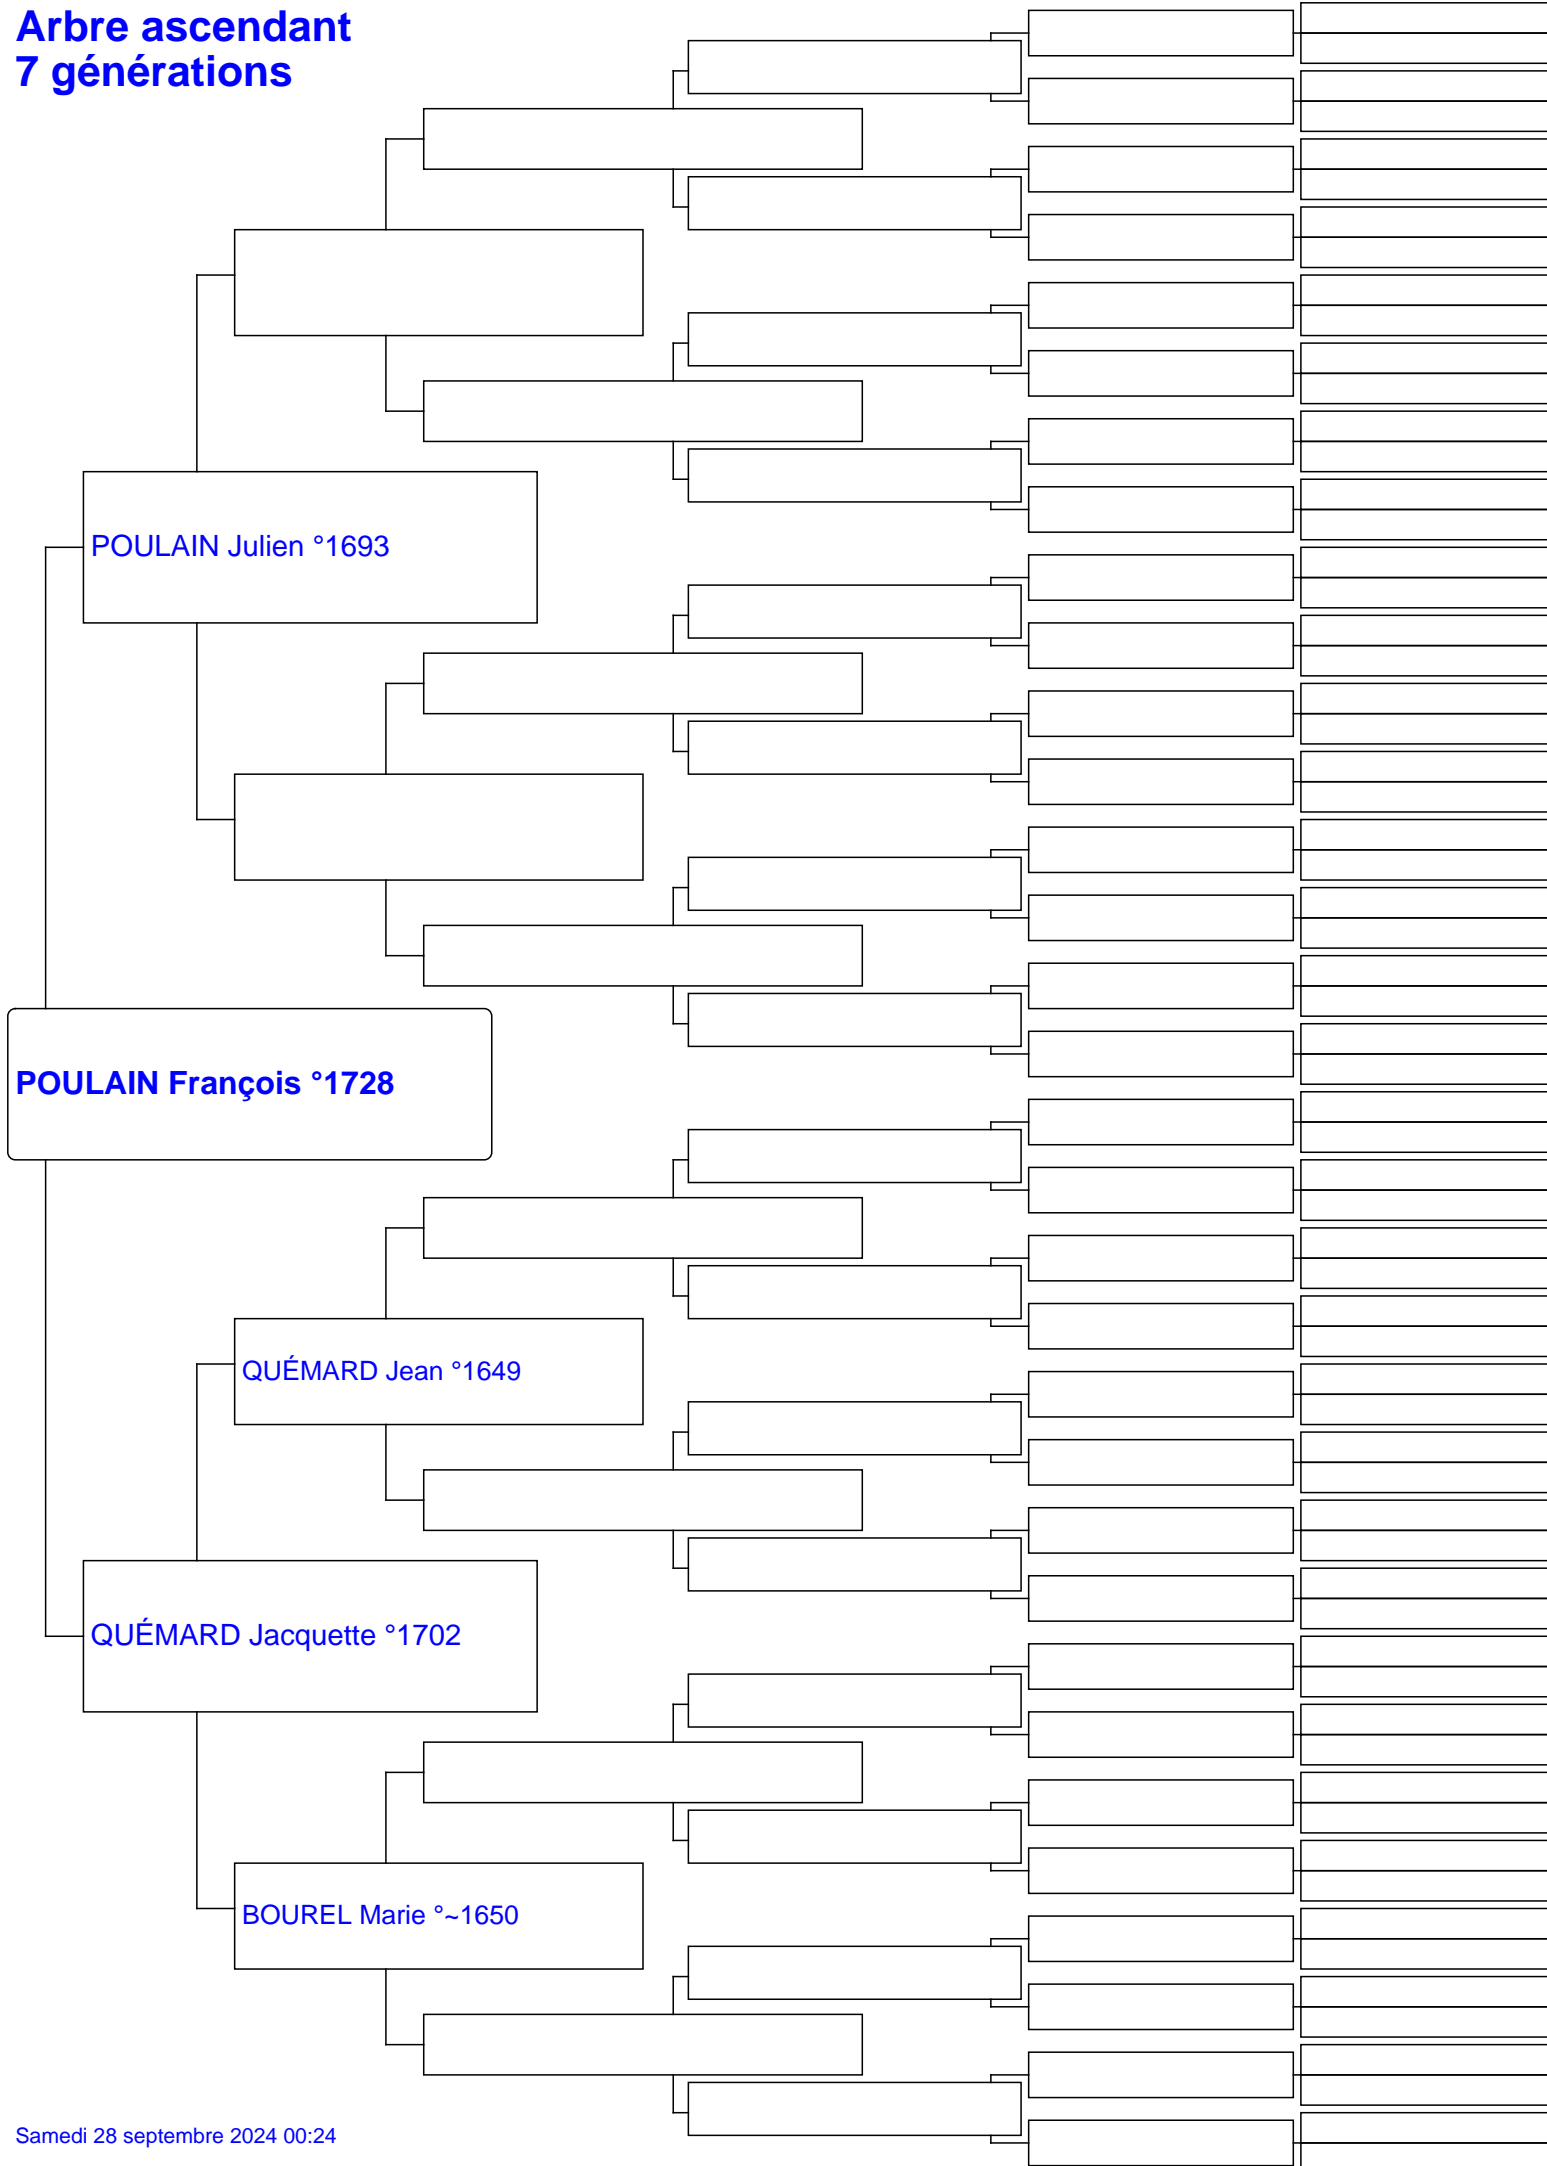 Arbre ascendant
7 générations
POULAIN Julien °1693
POULAIN François °1728
QUÉMARD Jean °1649
QUÉMARD Jacquette °1702
BOUREL Marie °~1650
Samedi 28 septembre 2024 00:24